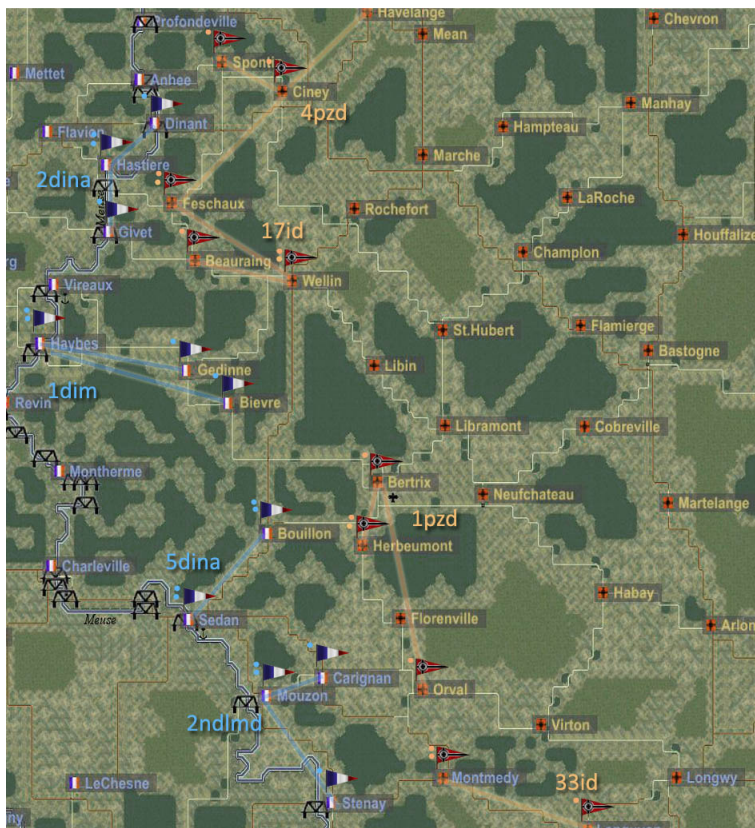 Profondeville
Havelange
Chevron
Mean
Spont
Mettet
Anhee
Ciney
Manhay
4pzd
Dinant
Flavio
Hampteau
Hastiere
Marche
2dina
LaRoche
Feschaux
Rochefort
Meuse
Givet
17id
Houffalize
Beauraing
Champlon
Wellin
Vireaux
St.Hubert
Flamierge
Haybes
Bastogne
Gedinne
Libin
1dim
Revin
Bievre
Libramont
Cobreville
Montherme
Bertrix
Neufchateau
Martelange
1pzd
Bouillon
Herbeumont
5dina
Charleville
Habay
Meuse
Sedan
Florenville
Arlon
Carignan
Mouzon
Orval
2ndlmd
Virton
LeChesne
Montmedy
33id
Longwy
Stenay